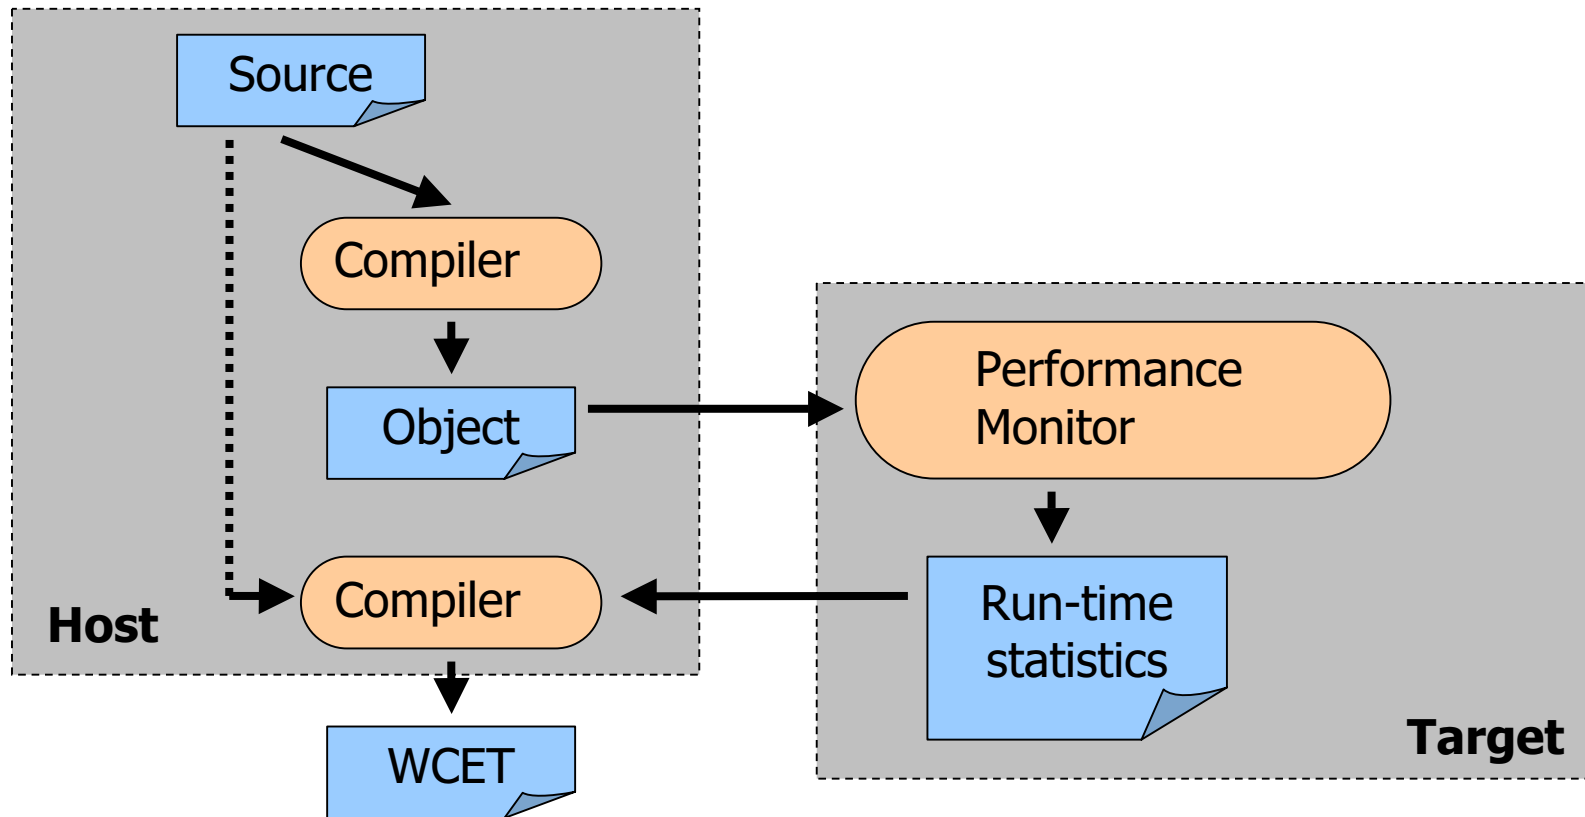 Source
Compiler
Object
Compiler
Host
WCET
Performance
Monitor
Run-time
statistics
Target